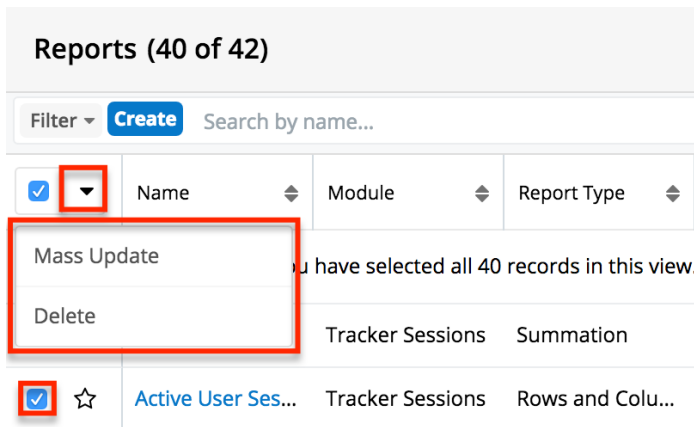 Reports (40 of 42)
Filter Create Search by name...
Name Module Report Type
Mass Update
u have selected all 40 records in this view.
Delete
Tracker Sessions Summation
Active User Ses... Tracker Sessions Rows and Colu...